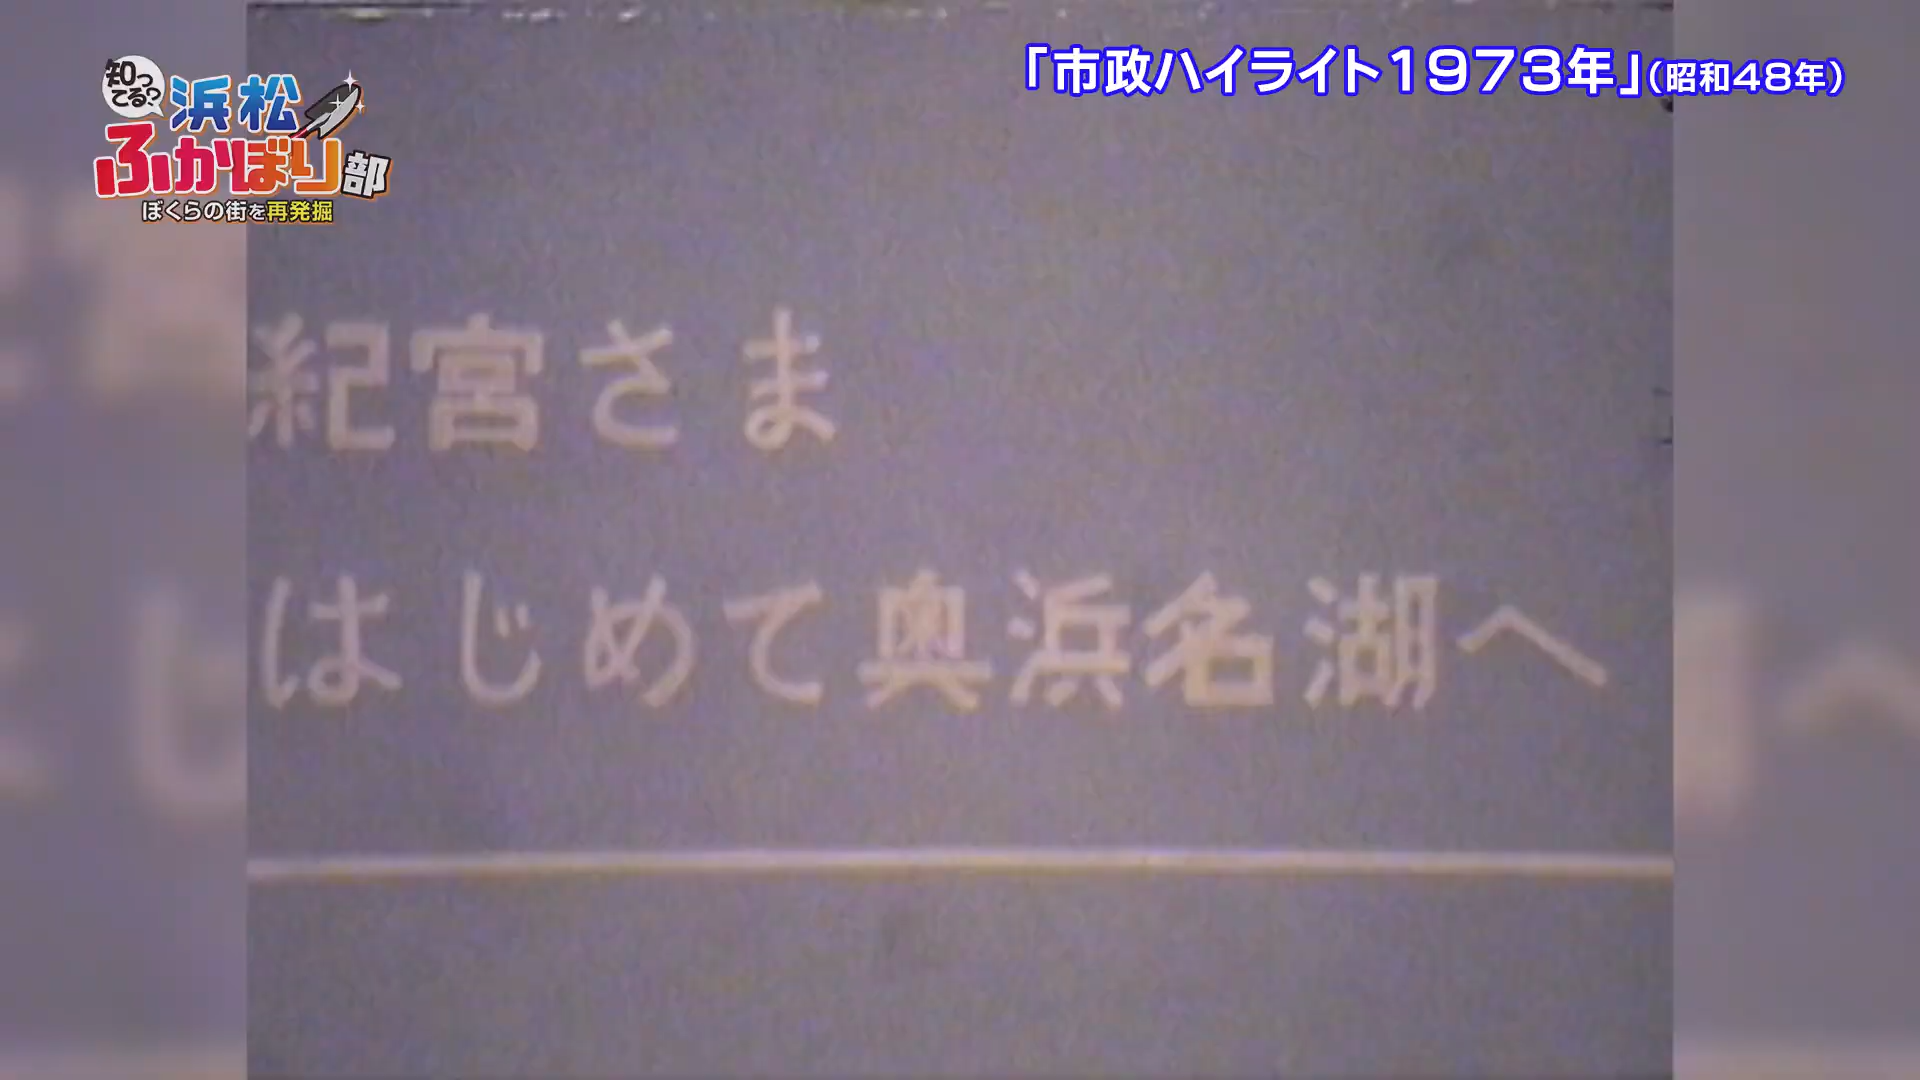 知ってる?
浜松
ふかぼり部
ぼくらの街を再発掘
「市政ハイライト1973年」(昭和48年)
紀宮さま
はじめて奥浜名湖へ